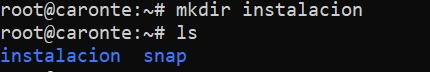 root@caronte:~# mkdir instalacion
root@caronte:~# ls
instalacion snap